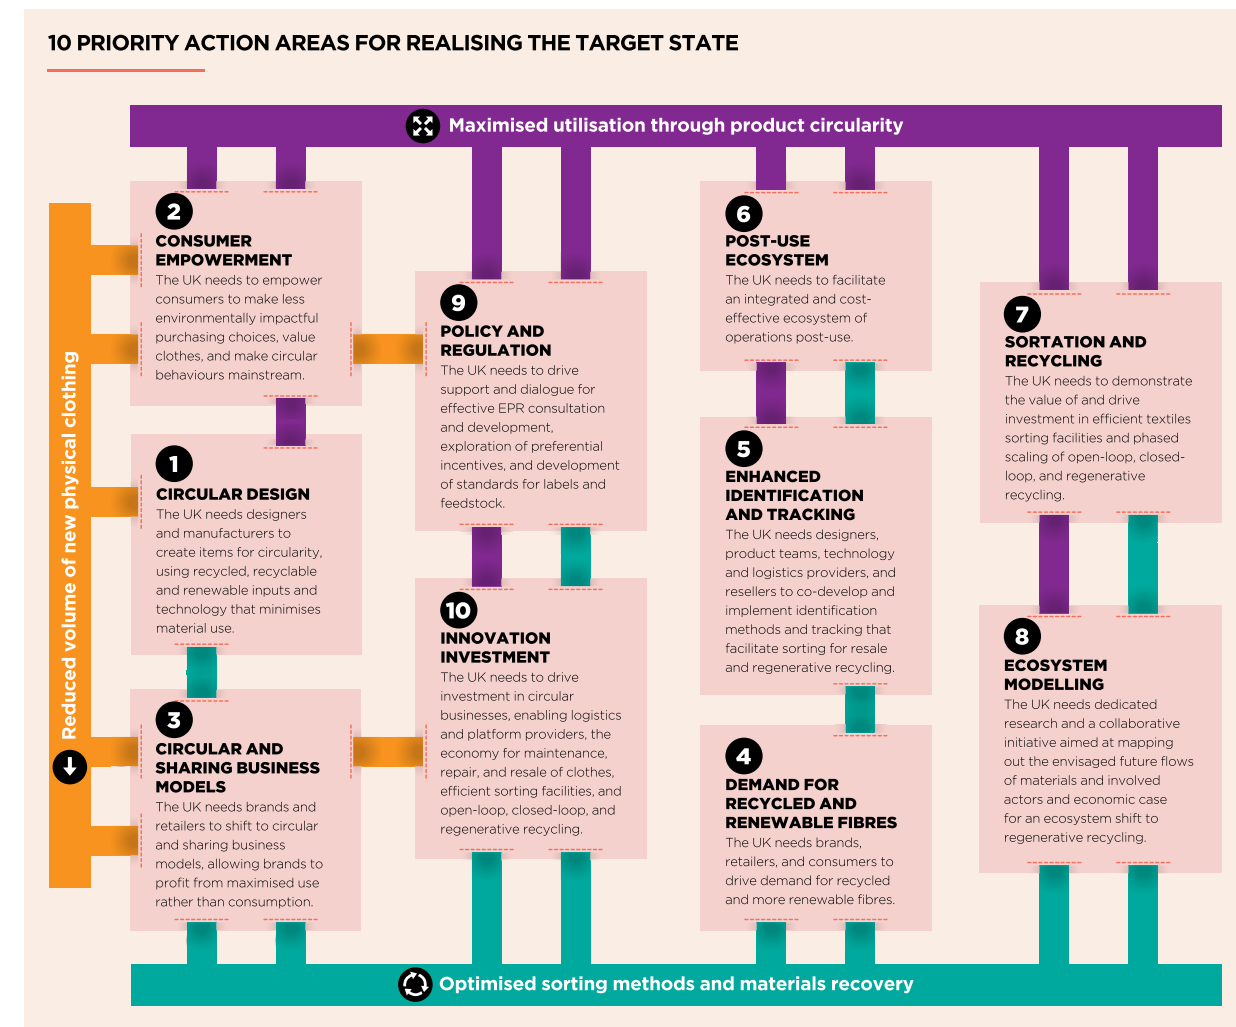 10 PRIORITY ACTION AREAS FOR REALISING THE TARGET STATE
Maximised utilisation through product circularity
Reduced volume of new physical clothing
2
CONSUMER
EMPOWERMENT
The UK needs to empower
consumers to make less
environmentally impactful
purchasing choices, value
clothes, and make circular
behaviours mainstream.
1
CIRCULAR DESIGN
The UK needs designers
and manufacturers to
create items for circularity,
using recycled, recyclable
and renewable inputs and
technology that minimises
material use.
3
CIRCULAR AND
SHARING BUSINESS
MODELS
The UK needs brands and
retailers to shift to circular
and sharing business
models, allowing brands to
profit from maximised use
rather than consumption.
9
POLICY AND
REGULATION
The UK needs to drive
support and dialogue for
effective EPR consultation
and development,
exploration of preferential
incentives, and development
of standards for labels and
feedstock.
10
INNOVATION
INVESTMENT
The UK needs to drive
investment in circular
businesses, enabling logistics
and platform providers, the
economy for maintenance,
repair, and resale of clothes,
efficient sorting facilities, and
open-loop, closed-loop, and
regenerative recycling.
6
POST-USE
ECOSYSTEM
The UK needs to facilitate
an integrated and cost-
effective ecosystem of
operations post-use.
5
ENHANCED
IDENTIFICATION
AND TRACKING
The UK needs designers,
product teams, technology
and logistics providers, and
resellers to co-develop and
implement identification
methods and tracking that
facilitate sorting for resale
and regenerative recycling.
4
DEMAND FOR
RECYCLED AND
RENEWABLE FIBRES
The UK needs brands,
retailers, and consumers to
drive demand for recycled
and more renewable fibres.
7
SORTATION AND
RECYCLING
The UK needs to demonstrate
the value of and drive
investment in efficient textiles
sorting facilities and phased
scaling of open-loop, closed-
loop, and regenerative
recycling.
8
ECOSYSTEM
MODELLING
The UK needs dedicated
research and a collaborative
initiative aimed at mapping
out the envisaged future flows
of materials and involved
actors and economic case
for an ecosystem shift to
regenerative recycling.
Optimised sorting methods and materials recovery